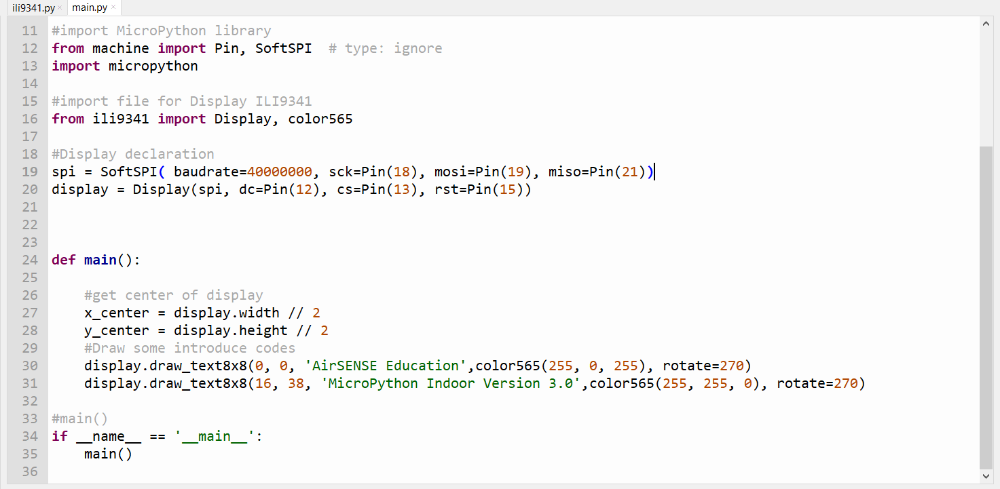 ili9341.py × main.py ×
11 #import MicroPython library
12 from machine import Pin, SoftSPI  # type: ignore
13 import micropython
14
15 #import file for Display ILI9341
16 from ili9341 import Display, color565
17
18 #Display declaration
19 spi = SoftSPI( baudrate=40000000, sck=Pin(18), mosi=Pin(19), miso=Pin(21))
20 display = Display(spi, dc=Pin(12), cs=Pin(13), rst=Pin(15))
21
22
23
24 def main():
25
26     #get center of display
27     x_center = display.width // 2
28     y_center = display.height // 2
29     #Draw some introduce codes
30     display.draw_text8x8(0, 0, 'AirSENSE Education',color565(255, 0, 255), rotate=270)
31     display.draw_text8x8(16, 38, 'MicroPython Indoor Version 3.0',color565(255, 255, 0), rotate=270)
32
33 #main()
34 if __name__ == '__main__':
35     main()
36